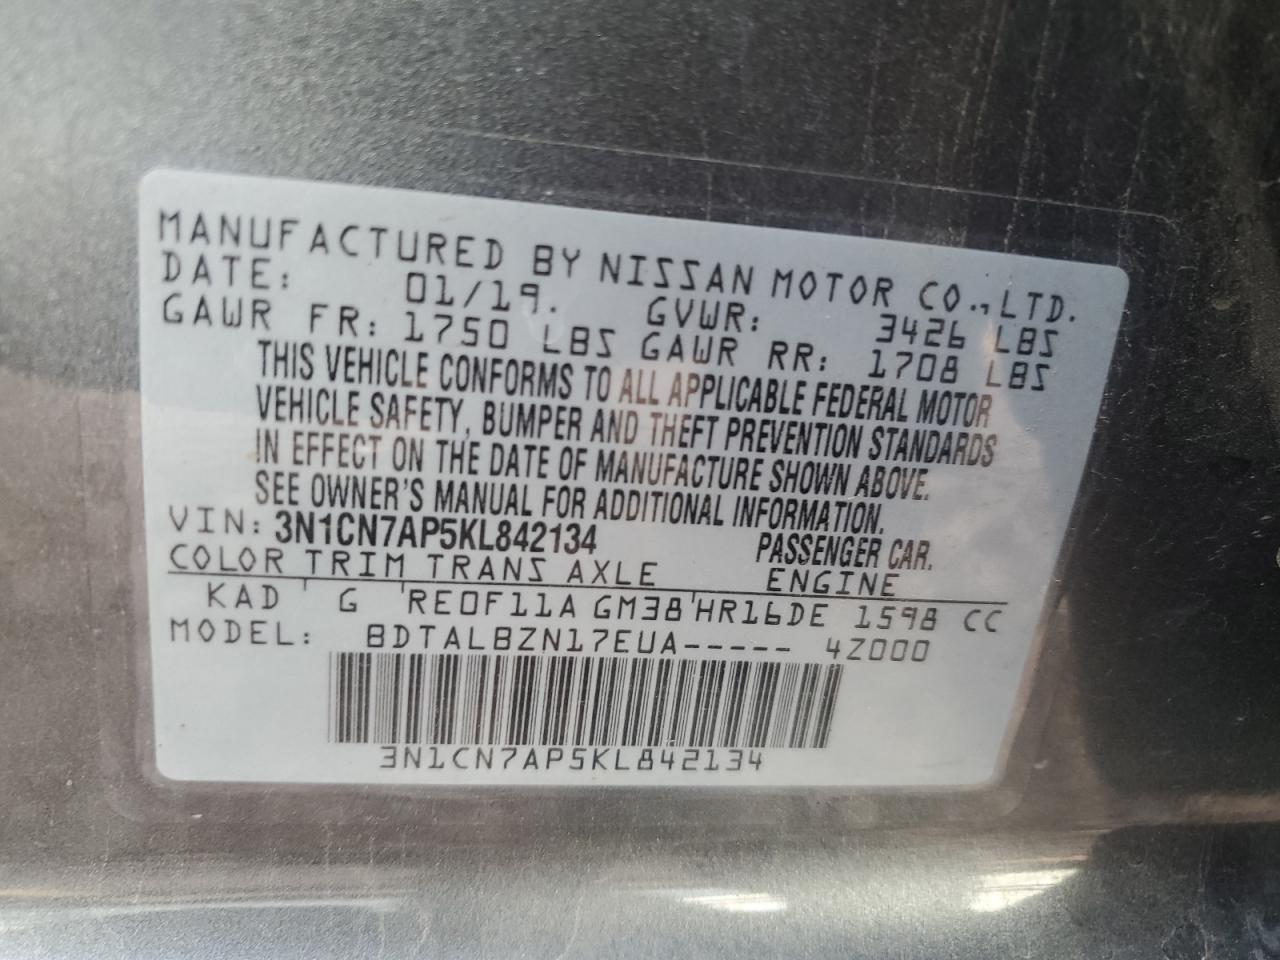 MANUFACTURED BY NISSAN MOTOR CO., LTD.
DATE: 01/19. GVWR: 3426 LBS
GAWR FR: 1750 LBS GAWR RR: 1708 LBS
THIS VEHICLE CONFORMS TO ALL APPLICABLE FEDERAL MOTOR
VEHICLE SAFETY, BUMPER AND THEFT PREVENTION STANDARDS
IN EFFECT ON THE DATE OF MANUFACTURE SHOWN ABOVE.
SEE OWNER'S MANUAL FOR ADDITIONAL INFORMATION.
VIN: 3N1CN7AP5KL842134 PASSENGER CAR.
COLOR TRIM TRANS AXLE ENGINE
KAD G RE0F11A GM38 HR16DE 1598 CC
MODEL: BDTALBZN17EUA----- 4Z000
3N1CN7AP5KL842134